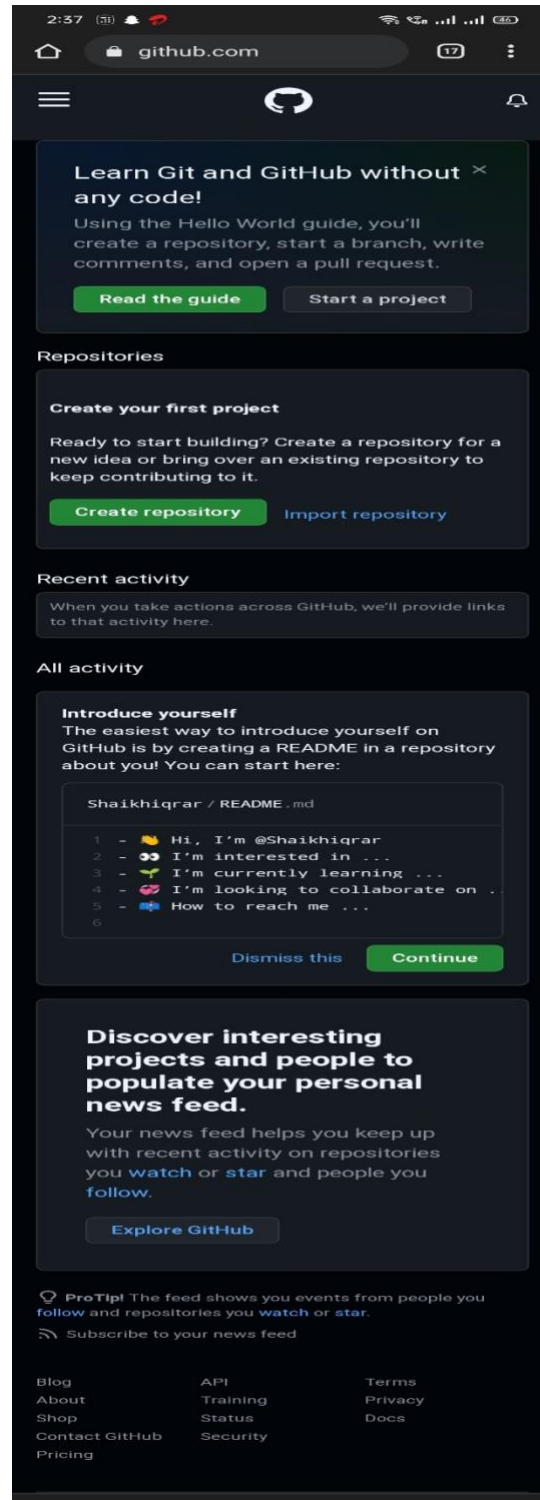 2:37
46
github.com
17
Learn Git and GitHub without
any code!
Using the Hello World guide, you'll
create a repository, start a branch, write
comments, and open a pull request.
Read the guide Start a project
Repositories
Create your first project
Ready to start building? Create a repository for a
new idea or bring over an existing repository to
keep contributing to it.
Create repository Import repository
Recent activity
When you take actions across GitHub, we'll provide links
to that activity here.
All activity
Introduce yourself
The easiest way to introduce yourself on
GitHub is by creating a README in a repository
about you! You can start here:
Shaikhiqrar / README.md
1 - 👋 Hi, I'm @Shaikhiqrar
2 - 👀 I'm interested in ...
3 - 🌱 I'm currently learning ...
4 - 💞️ I'm looking to collaborate on ..
5 - 📫 How to reach me ...
6
Dismiss this Continue
Discover interesting
projects and people to
populate your personal
news feed.
Your news feed helps you keep up
with recent activity on repositories
you watch or star and people you
follow.
Explore GitHub
ProTip! The feed shows you events from people you
follow and repositories you watch or star.
Subscribe to your news feed
Blog API Terms
About Training Privacy
Shop Status Docs
Contact GitHub Security
Pricing